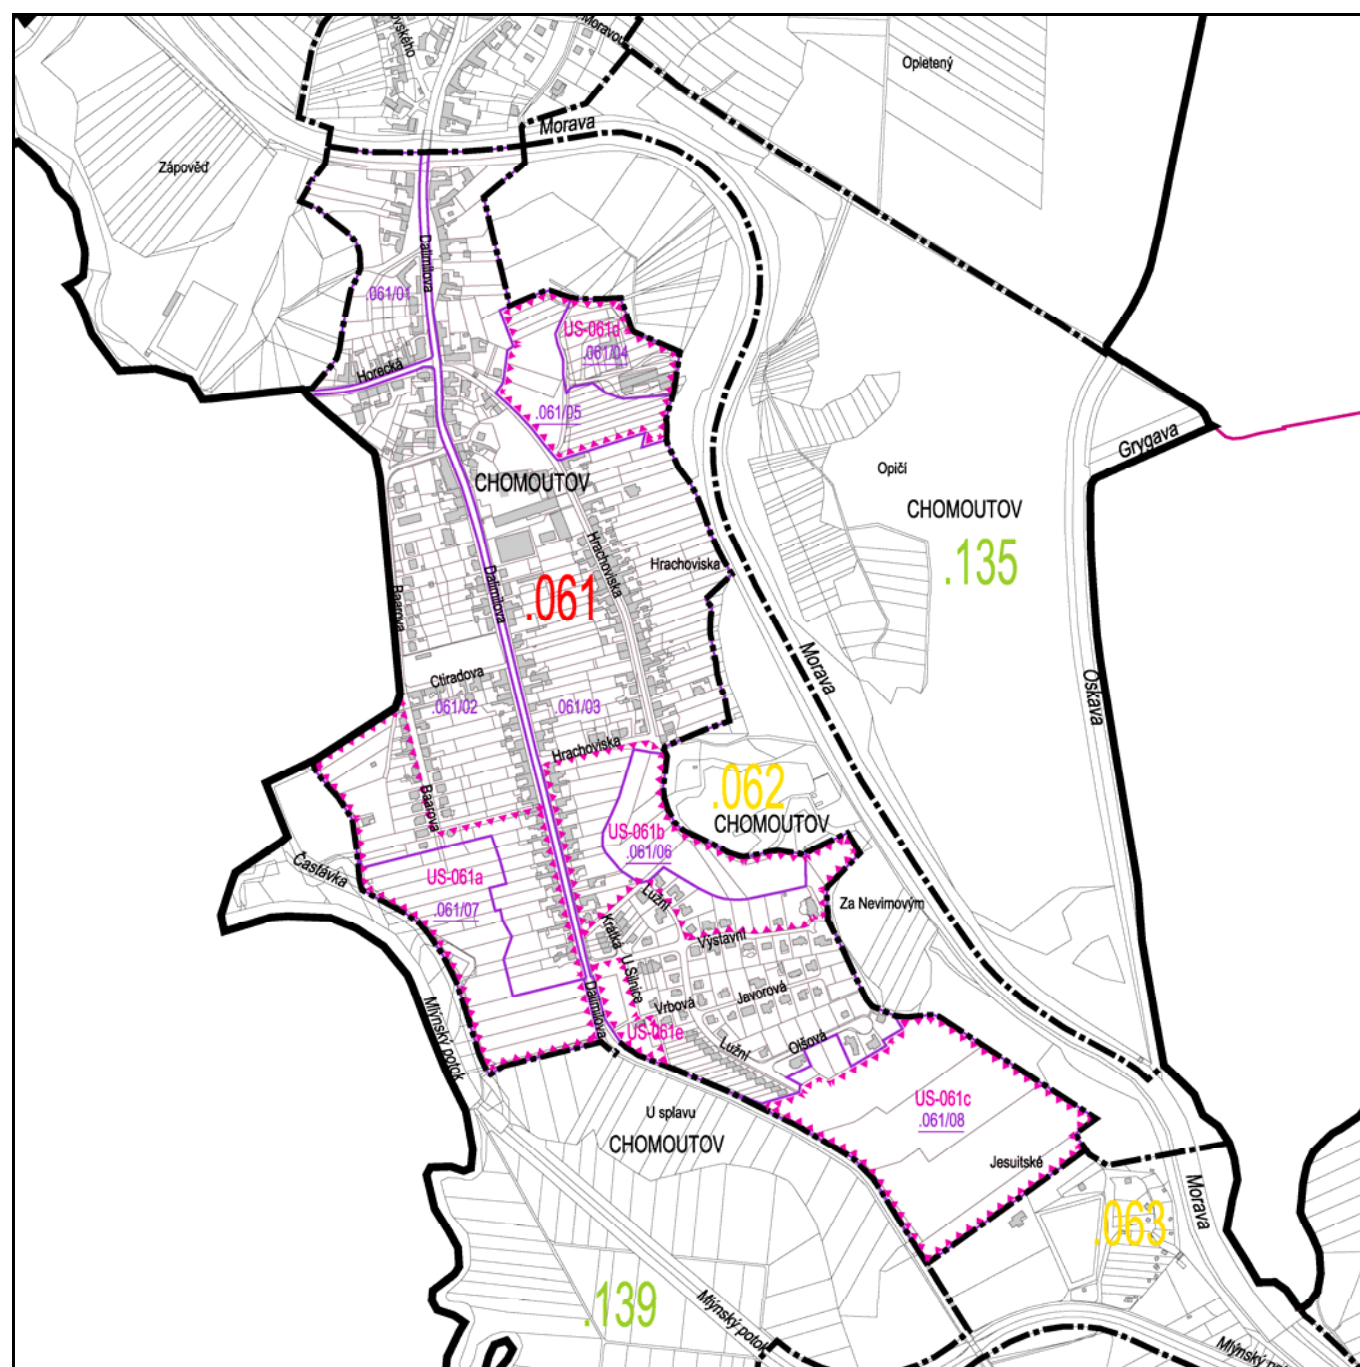 Moravou
Opletený
Morava
Zápověď
Dalimilova
.061/01
US-061d
.061/04
Horecká
.061/05
Grygava
Opičí
CHOMOUTOV
CHOMOUTOV
.135
Hrachoviska
Hrachoviska
Dalimilova
.061
Baarova
Morava
Ctiradova
Oskava
.061/02
.061/03
Hrachoviska
.062
CHOMOUTOV
Baarova
US-061b
.061/06
Častávka
US-061a
.061/07
Lužní
Za Nevimovým
Krátká
Výstavní
U Silnice
Javorová
Vrbová
Dalimilova
Mlýnský potok
US-061e
Lužní
Olšová
US-061c
.061/08
U splavu
CHOMOUTOV
Jesuitské
Morava
.063
.139
Mlýnský potok
Mlýnský